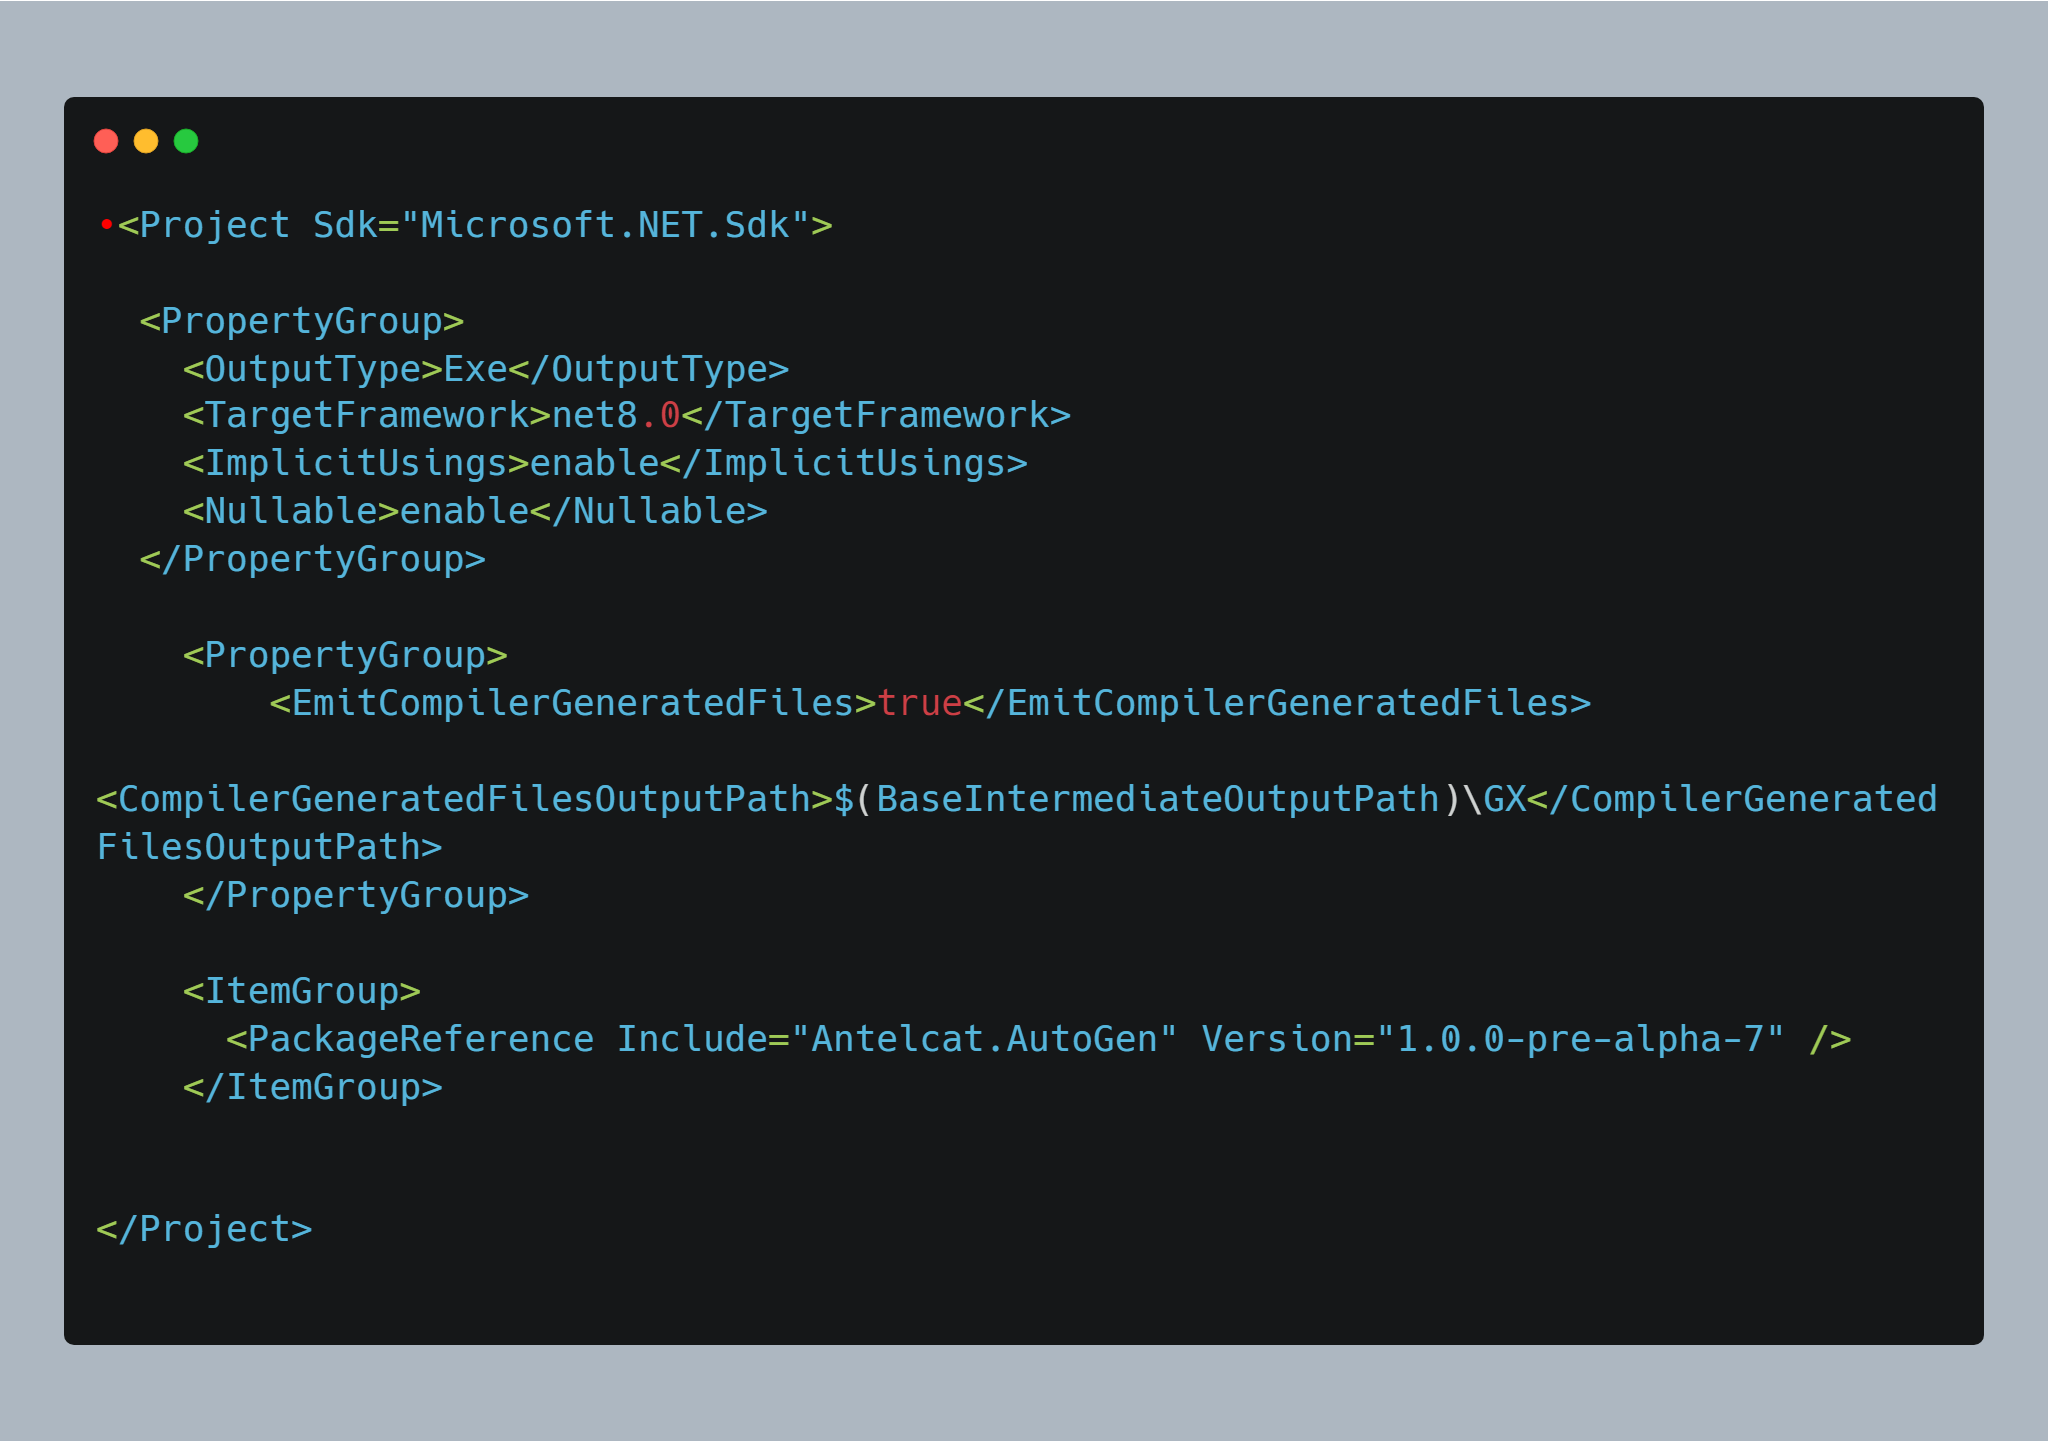 •<Project Sdk="Microsoft.NET.Sdk">
<PropertyGroup>
<OutputType>Exe</OutputType>
<TargetFramework>net8.0</TargetFramework>
<ImplicitUsings>enable</ImplicitUsings>
<Nullable>enable</Nullable>
</PropertyGroup>
<PropertyGroup>
<EmitCompilerGeneratedFiles>true</EmitCompilerGeneratedFiles>
<CompilerGeneratedFilesOutputPath>$(BaseIntermediateOutputPath)\GX</CompilerGenerated
FilesOutputPath>
</PropertyGroup>
<ItemGroup>
<PackageReference Include="Antelcat.AutoGen" Version="1.0.0-pre-alpha-7" />
</ItemGroup>
</Project>